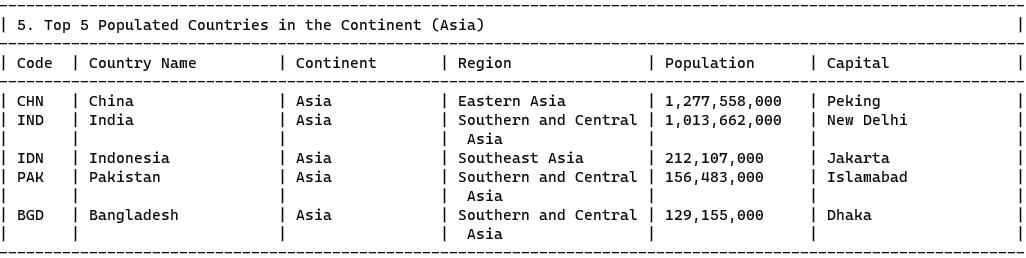 | 5. Top 5 Populated Countries in the Continent (Asia) |
| Code | Country Name | Continent | Region | Population | Capital |
| CHN | China | Asia | Eastern Asia | 1,277,558,000 | Peking |
| IND | India | Asia | Southern and Central | 1,013,662,000 | New Delhi |
| | | | Asia | | |
| IDN | Indonesia | Asia | Southeast Asia | 212,107,000 | Jakarta |
| PAK | Pakistan | Asia | Southern and Central | 156,483,000 | Islamabad |
| | | | Asia | | |
| BGD | Bangladesh | Asia | Southern and Central | 129,155,000 | Dhaka |
| | | | Asia | | |